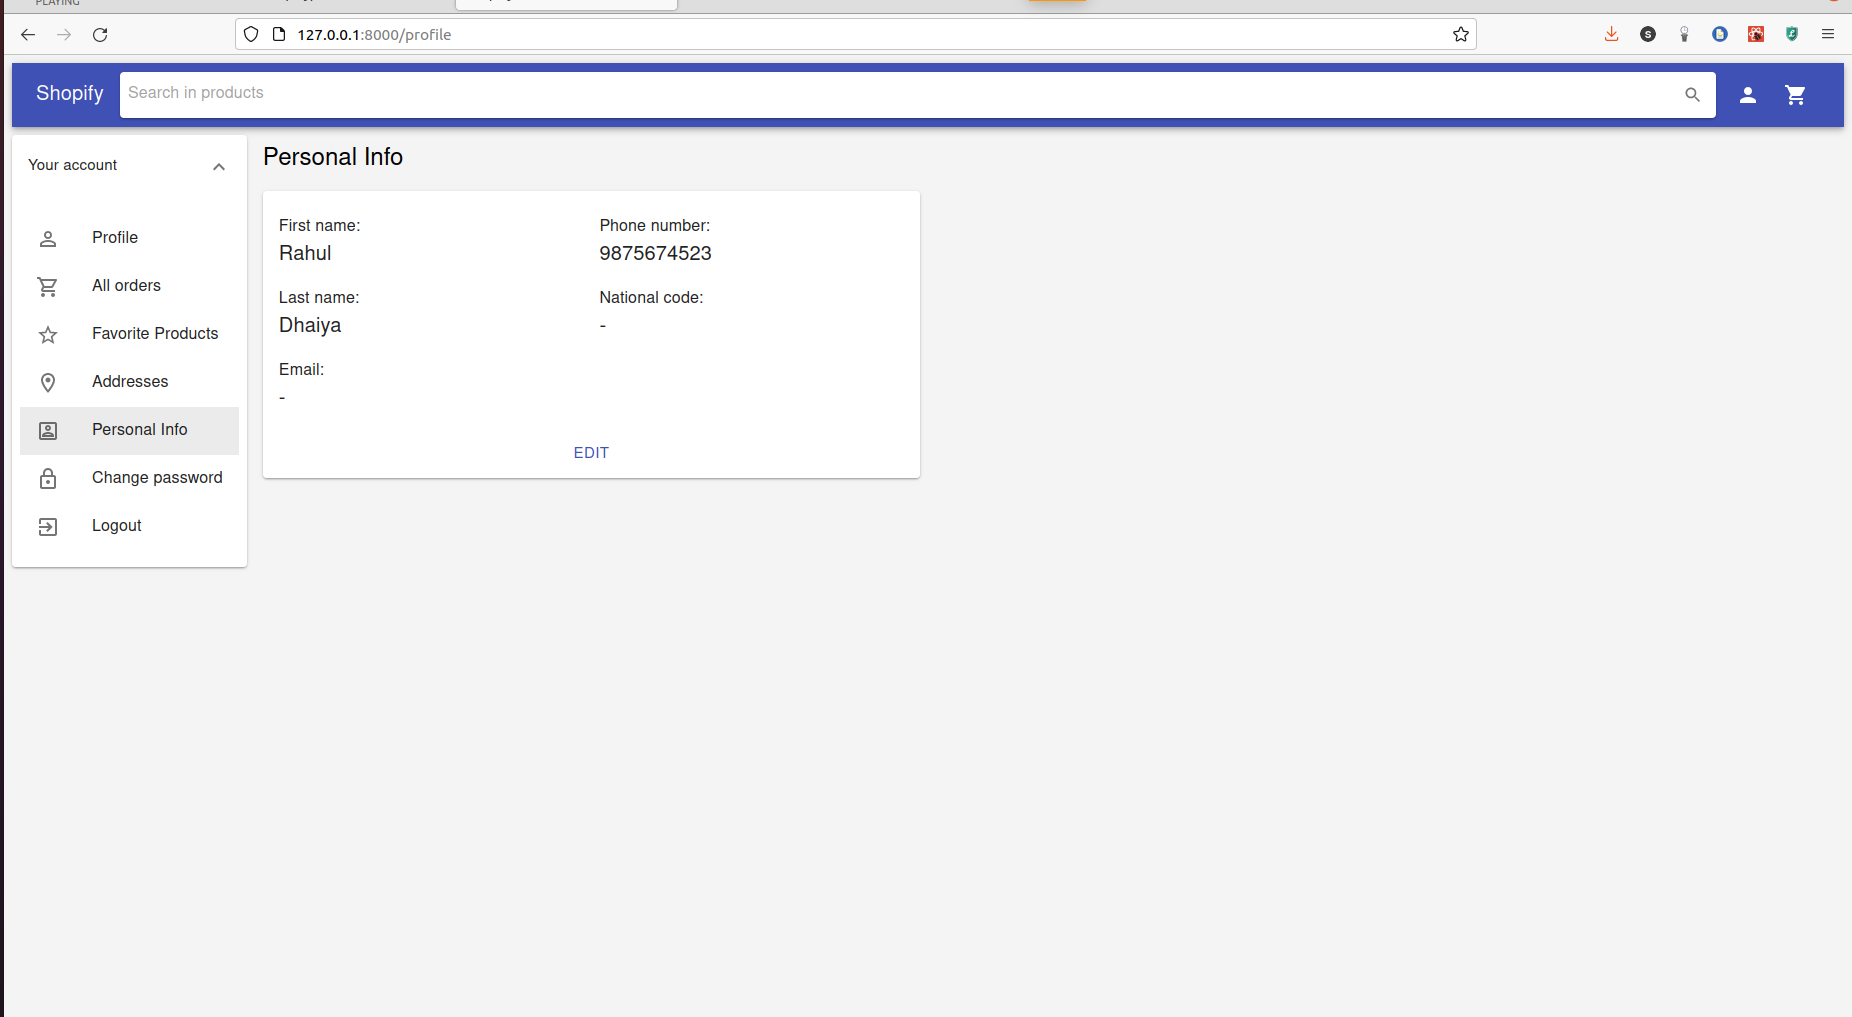 PLAYING
127.0.0.1:8000/profile
S
Shopify
Search in products
Your account
Profile
All orders
Favorite Products
Addresses
Personal Info
Change password
Logout
Personal Info
First name:
Rahul
Phone number:
9875674523
Last name:
Dhaiya
National code:
-
Email:
-
EDIT